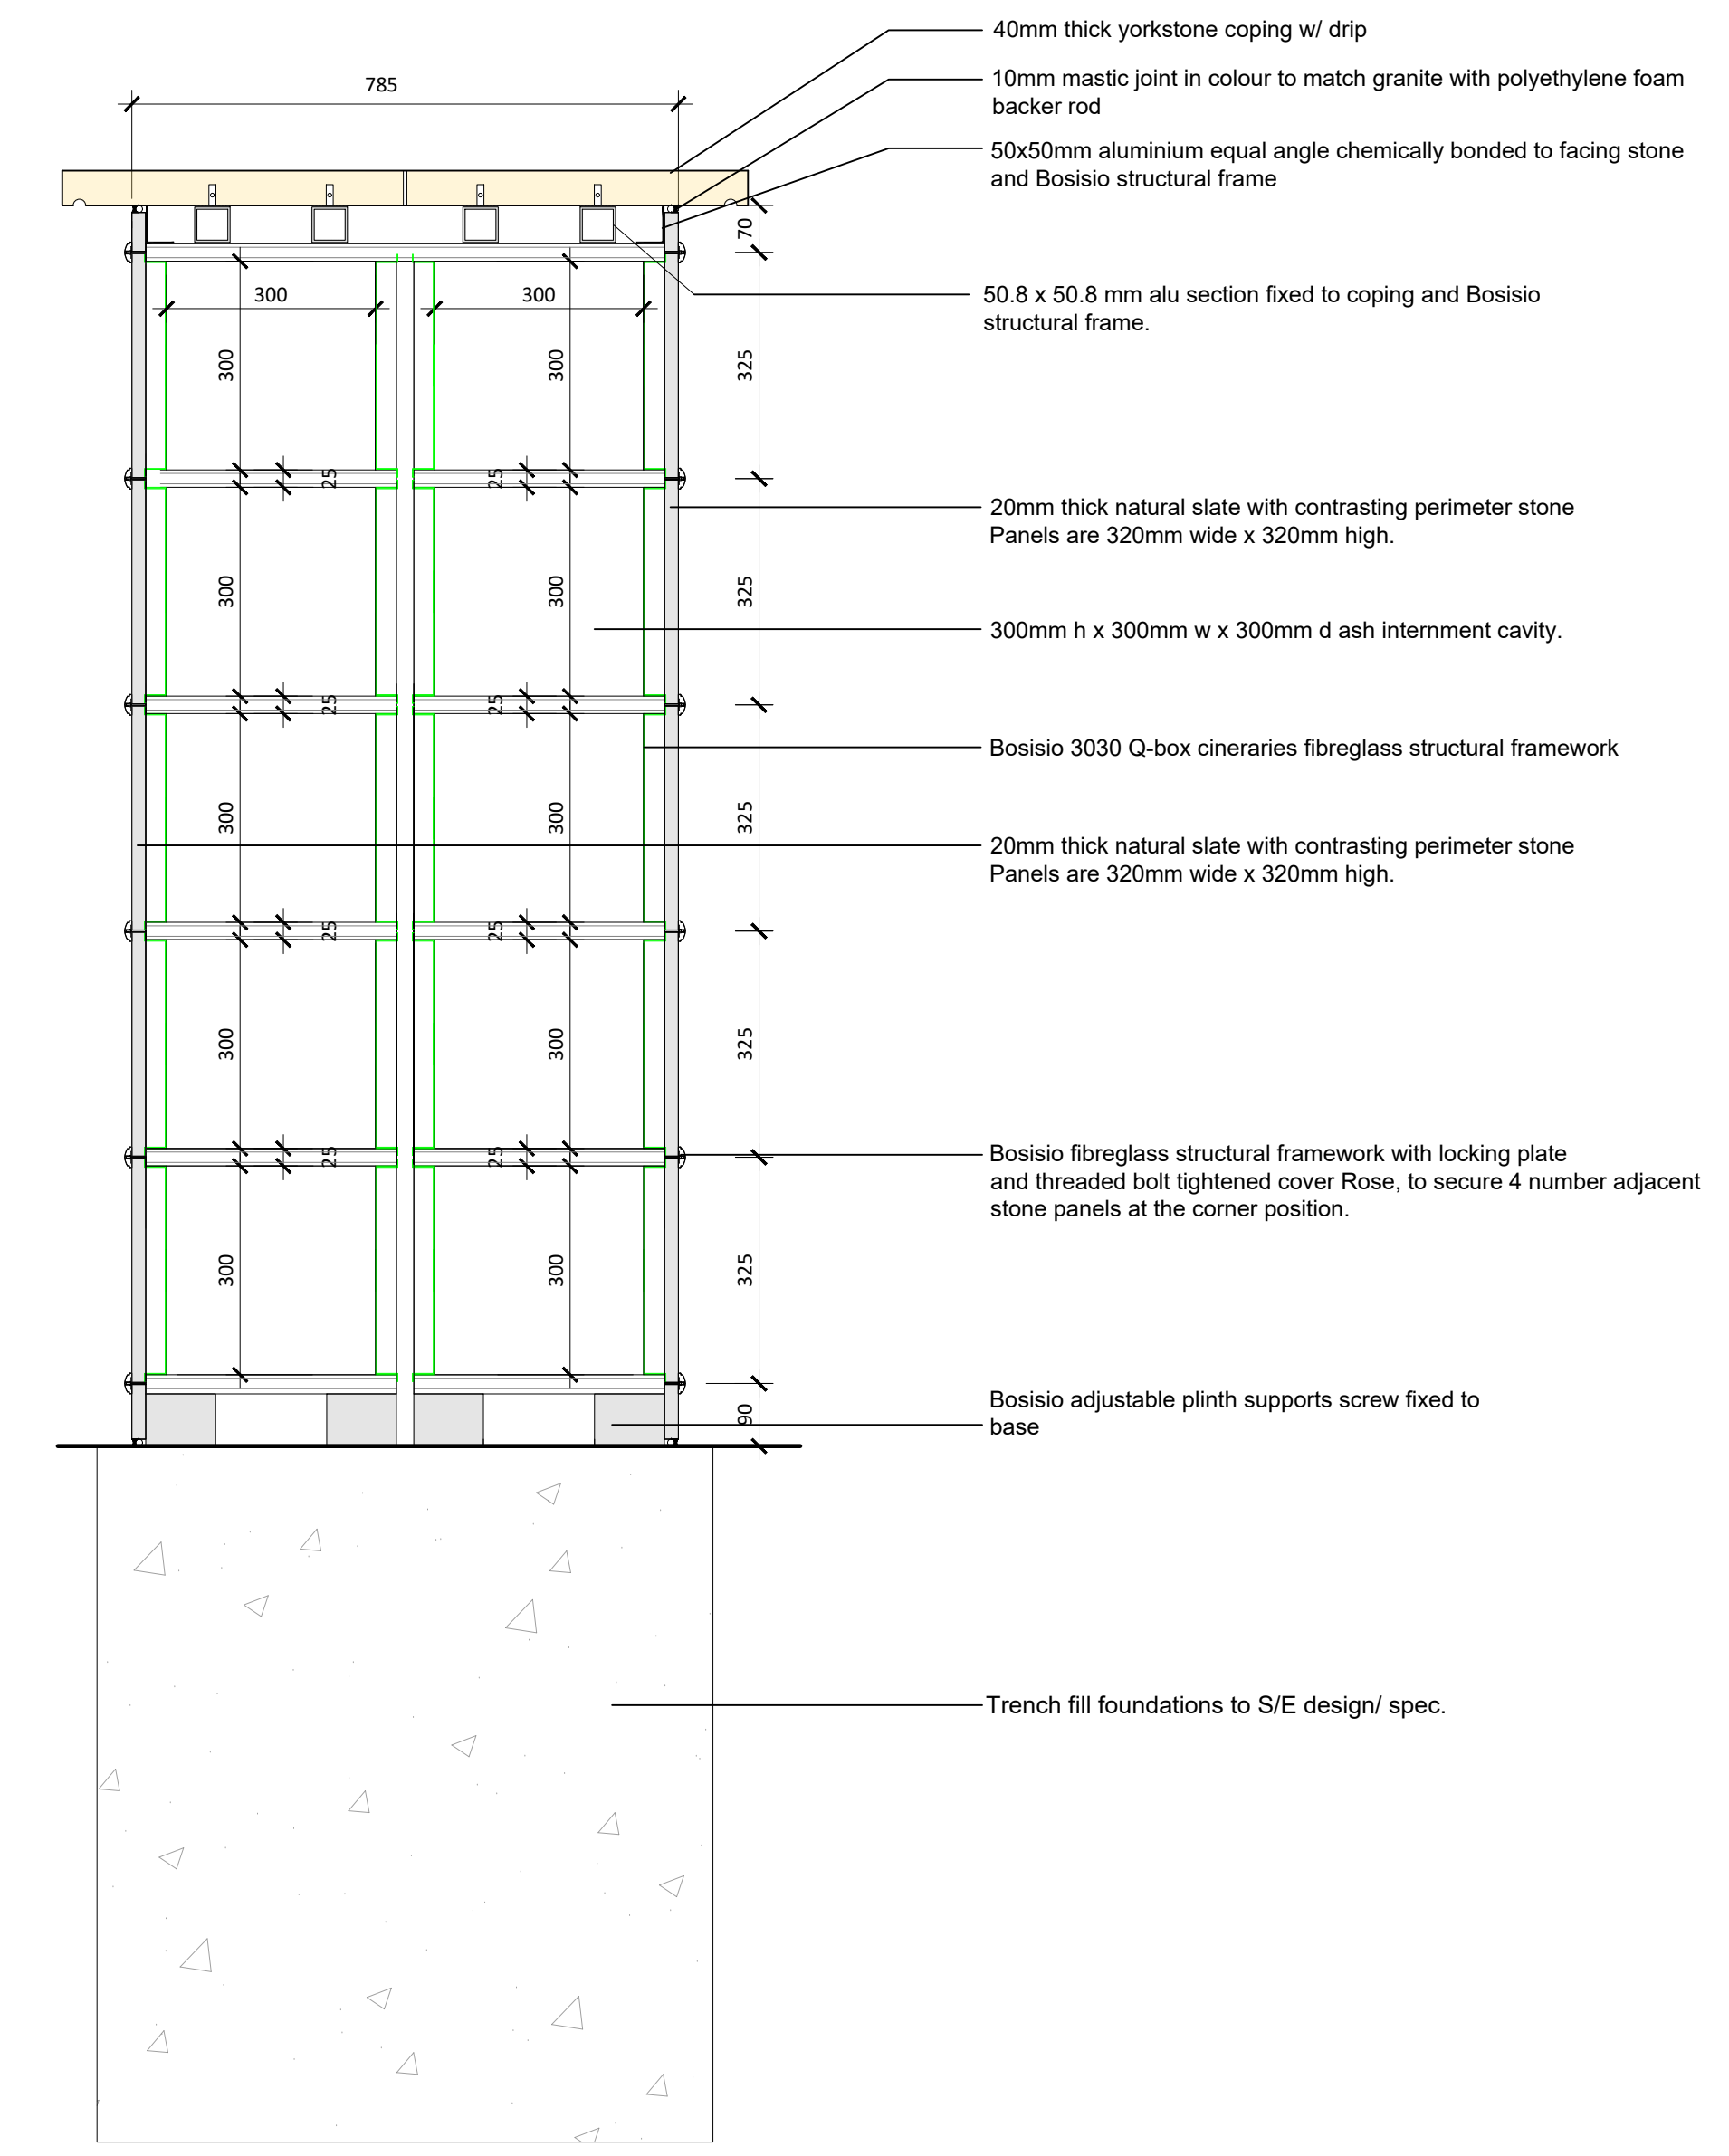 40mm thick yorkstone coping w/ drip
785
10mm mastic joint in colour to match granite with polyethylene foam
backer rod
50x50mm aluminium equal angle chemically bonded to facing stone
and Bosisio structural frame
70
300 300
50.8 x 50.8 mm alu section fixed to coping and Bosisio
structural frame.
300 300 325
25 25
20mm thick natural slate with contrasting perimeter stone
Panels are 320mm wide x 320mm high.
300 300 325
300mm h x 300mm w x 300mm d ash internment cavity.
25 25
Bosisio 3030 Q-box cineraries fibreglass structural framework
300 300 325
20mm thick natural slate with contrasting perimeter stone
Panels are 320mm wide x 320mm high.
25 25
300 300 325
25 25
Bosisio fibreglass structural framework with locking plate
and threaded bolt tightened cover Rose, to secure 4 number adjacent
stone panels at the corner position.
300 300 325
90
Bosisio adjustable plinth supports screw fixed to
base
Trench fill foundations to S/E design/ spec.